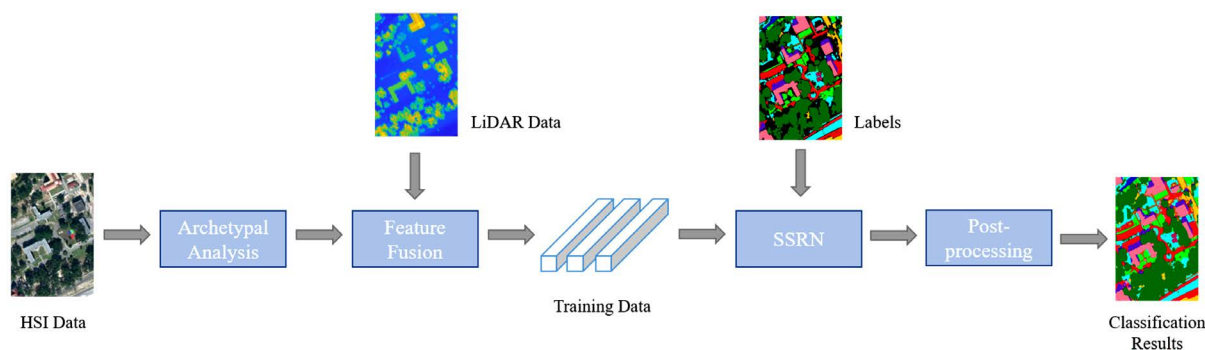 LiDAR Data
Labels
Archetypal
Analysis
Feature
Fusion
SSRN
Post-
processing
HSI Data
Training Data
Classification
Results